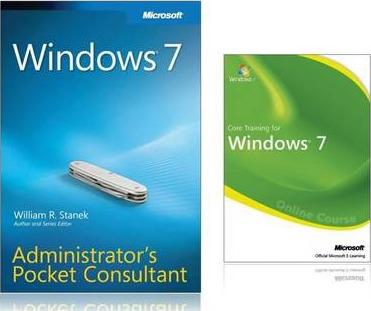 Microsoft
Windows 7
William R. Stanek
Author and Series Editor
Administrator's
Pocket Consultant
Windows 7
Core Training for
Windows 7
Online Course
Microsoft
Official Microsoft E-Learning